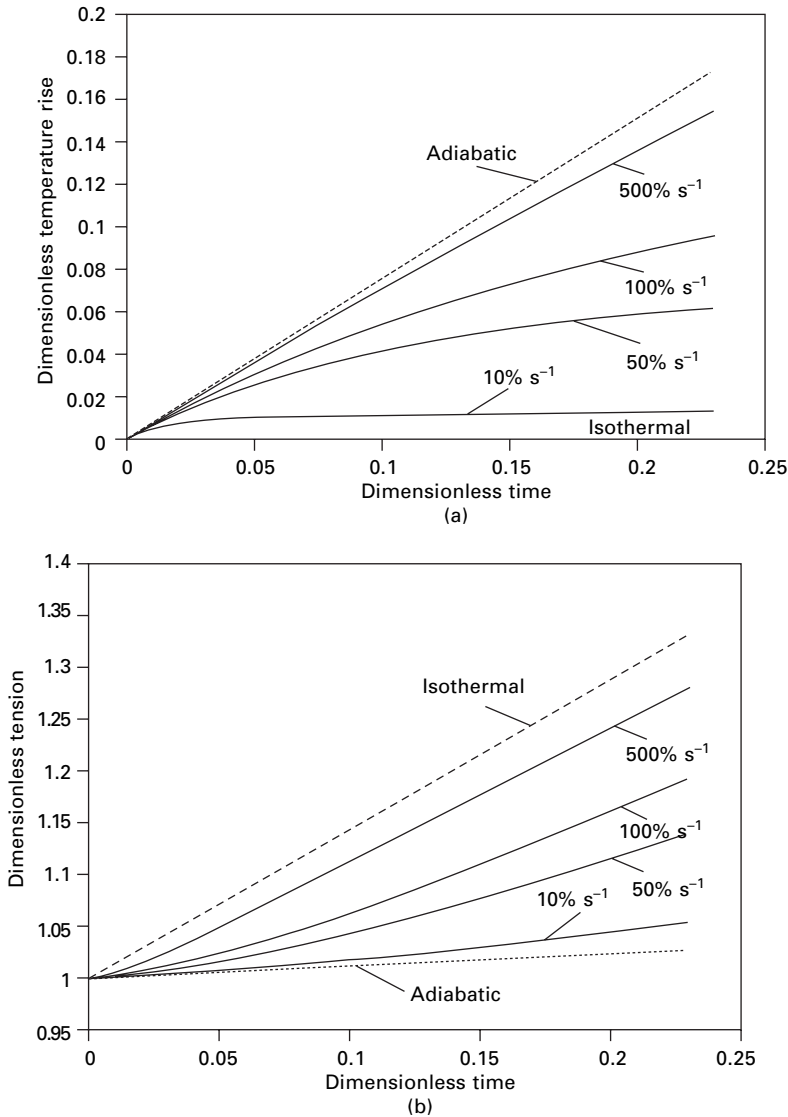 0.2
0.18
0.16
0.14
0.12
0.1
0.08
0.06
0.04
0.02
0
Dimensionless temperature rise
Adiabatic
500% s⁻¹
100% s⁻¹
50% s⁻¹
10% s⁻¹
Isothermal
0 0.05 0.1 0.15 0.2 0.25
Dimensionless time
(a)
1.4
1.35
1.3
1.25
1.2
1.15
1.1
1.05
1
0.95
Dimensionless tension
Isothermal
500% s⁻¹
100% s⁻¹
50% s⁻¹
10% s⁻¹
Adiabatic
0 0.05 0.1 0.15 0.2 0.25
Dimensionless time
(b)